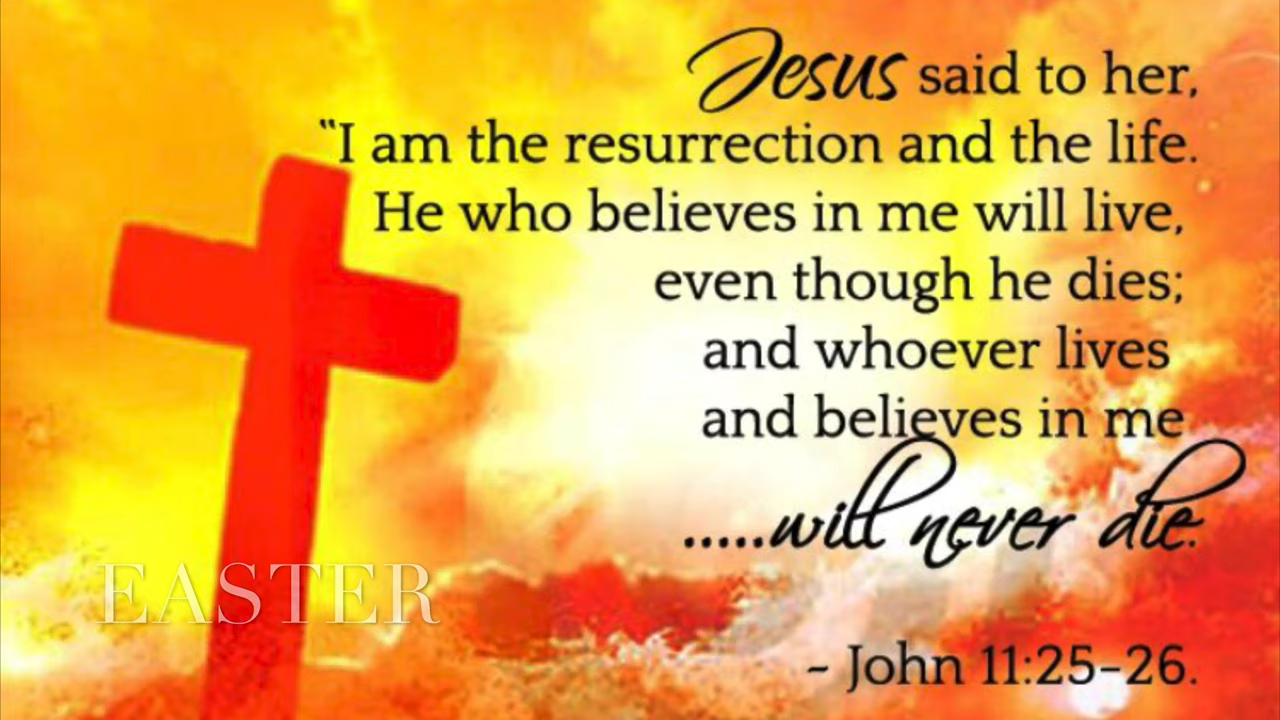 Jesus said to her,
“I am the resurrection and the life.
He who believes in me will live,
even though he dies;
and whoever lives
and believes in me
.....will never die.
EASTER
~ John 11:25-26.